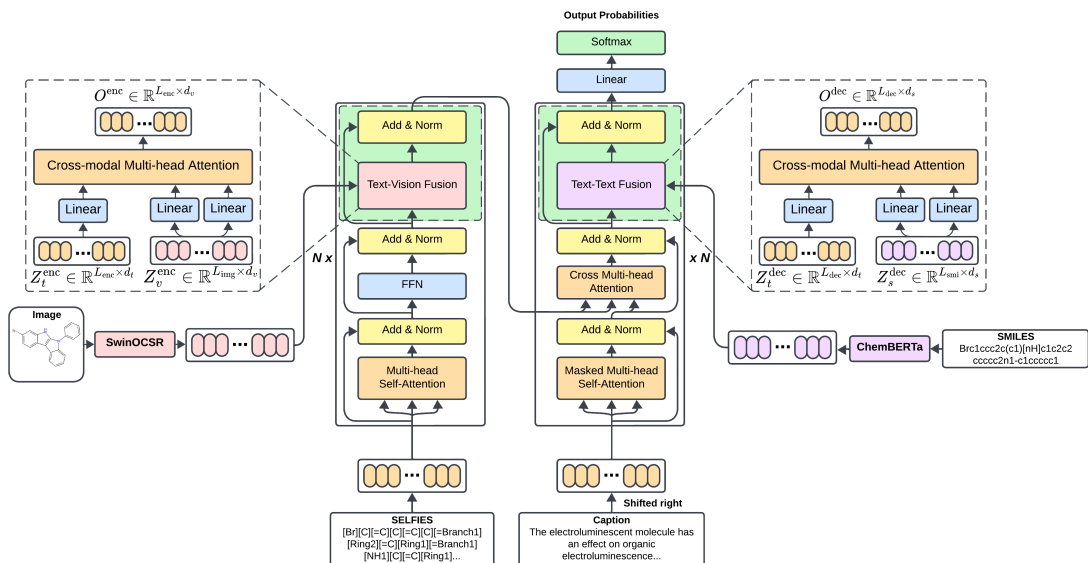 Output Probabilities
Softmax
Linear
O^enc ∈ ℝ^{L_enc×d_v}
Cross-modal Multi-head Attention
Linear
Linear
Linear
Z_t^enc ∈ ℝ^{L_enc×d_t}
Z_v^enc ∈ ℝ^{L_img×d_v}
Add & Norm
Text-Vision Fusion
Add & Norm
N x
FFN
Add & Norm
Multi-head
Self-Attention
Add & Norm
Text-Text Fusion
Add & Norm
x N
Cross Multi-head
Attention
Add & Norm
Masked Multi-head
Self-Attention
O^dec ∈ ℝ^{L_dec×d_s}
Cross-modal Multi-head Attention
Linear
Linear
Linear
Z_t^dec ∈ ℝ^{L_dec×d_t}
Z_s^dec ∈ ℝ^{L_smi×d_s}
Image
SwinOCSR
ChemBERTa
SMILES
Brc1ccc2c(c1)[nH]c1c2c2
ccccc2n1-c1ccccc1
Shifted right
SELFIES
[Br][C][=C][C][=C][C][=Branch1]
[Ring2][=C][Ring1][=Branch1]
[NH1][C][=C][Ring1]...
Caption
The electroluminescent molecule has
an effect on organic
electroluminescence...